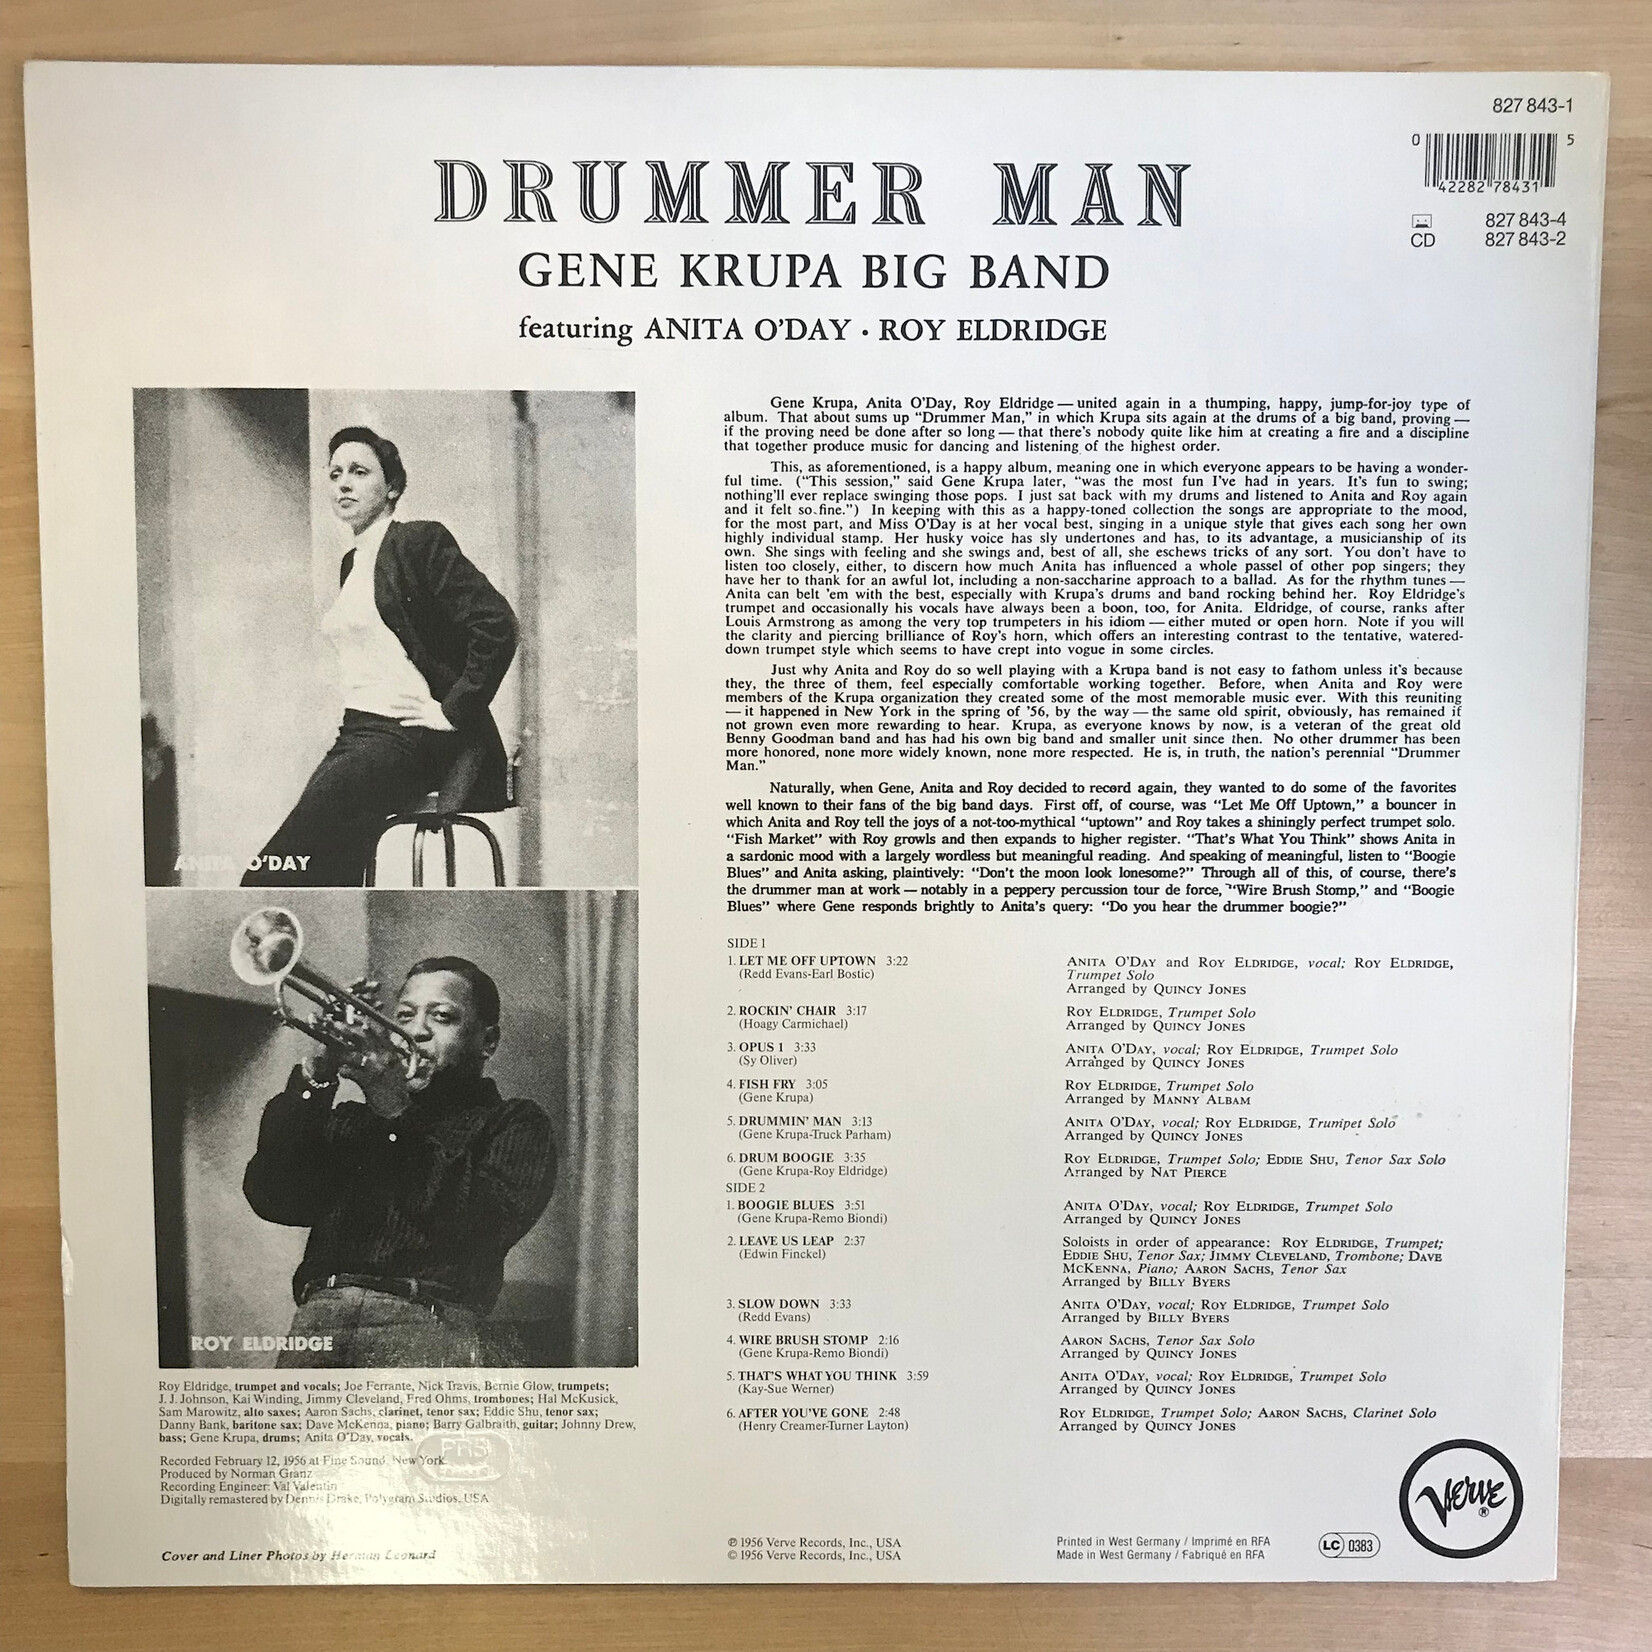 827 843-1
0 42282 78431 5
827 843-4
CD 827 843-2
DRUMMER MAN
GENE KRUPA BIG BAND
featuring ANITA O'DAY · ROY ELDRIDGE
ANITA O'DAY
ROY ELDRIDGE
Gene Krupa, Anita O'Day, Roy Eldridge — united again in a thumping, happy, jump-for-joy type of
album. That about sums up "Drummer Man," in which Krupa sits again at the drums of a big band, proving —
if the proving need be done after so long — that there's nobody quite like him at creating a fire and a discipline
that together produce music for dancing and listening of the highest order.
This, as aforementioned, is a happy album, meaning one in which everyone appears to be having a wonder-
ful time. ("This session," said Gene Krupa later, "was the most fun I've had in years. It's fun to swing;
nothing'll ever replace swinging those pops. I just sat back with my drums and listened to Anita and Roy again
and it felt so fine.") In keeping with this as a happy-toned collection the songs are appropriate to the mood,
for the most part, and Miss O'Day is at her vocal best, singing in a unique style that gives each song her own
highly individual stamp. Her husky voice has sly undertones and has, to its advantage, a musicianship of its
own. She sings with feeling and she swings and, best of all, she eschews tricks of any sort. You don't have to
listen too closely, either, to discern how much Anita has influenced a whole passel of other pop singers; they
have her to thank for an awful lot, including a non-saccharine approach to a ballad. As for the rhythm tunes —
Anita can belt 'em with the best, especially with Krupa's drums and band rocking behind her. Roy Eldridge's
trumpet and occasionally his vocals have always been a boon, too, for Anita. Eldridge, of course, ranks after
Louis Armstrong as among the very top trumpeters in his idiom — either muted or open horn. Note if you will
the clarity and piercing brilliance of Roy's horn, which offers an interesting contrast to the tentative, watered-
down trumpet style which seems to have crept into vogue in some circles.
Just why Anita and Roy do so well playing with a Krupa band is not easy to fathom unless it's because
they, the three of them, feel especially comfortable working together. Before, when Anita and Roy were
members of the Krupa organization they created some of the most memorable music ever. With this reuniting
— it happened in New York in the spring of '56, by the way — the same old spirit, obviously, has remained if
not grown even more rewarding to hear. Krupa, as everyone knows by now, is a veteran of the great old
Benny Goodman band and has had his own big band and smaller unit since then. No other drummer has been
more honored, none more widely known, none more respected. He is, in truth, the nation's perennial "Drummer
Man."
Naturally, when Gene, Anita and Roy decided to record again, they wanted to do some of the favorites
well known to their fans of the big band days. First off, of course, was "Let Me Off Uptown," a bouncer in
which Anita and Roy tell the joys of a not-too-mythical "uptown" and Roy takes a shiningly perfect trumpet solo.
"Fish Market" with Roy growls and then expands to higher register. "That's What You Think" shows Anita in
a sardonic mood with a largely wordless but meaningful reading. And speaking of meaningful, listen to "Boogie
Blues" and Anita asking, plaintively: "Don't the moon look lonesome?" Through all of this, of course, there's
the drummer man at work — notably in a peppery percussion tour de force, "Wire Brush Stomp," and "Boogie
Blues" where Gene responds brightly to Anita's query: "Do you hear the drummer boogie?"
SIDE 1
1. LET ME OFF UPTOWN 3:22
(Redd Evans-Earl Bostic)
ANITA O'DAY and ROY ELDRIDGE, vocal; ROY ELDRIDGE,
Trumpet Solo
Arranged by QUINCY JONES
2. ROCKIN' CHAIR 3:17
(Hoagy Carmichael)
ROY ELDRIDGE, Trumpet Solo
Arranged by QUINCY JONES
3. OPUS 1 3:33
(Sy Oliver)
ANITA O'DAY, vocal; ROY ELDRIDGE, Trumpet Solo
Arranged by QUINCY JONES
4. FISH FRY 3:05
(Gene Krupa)
ROY ELDRIDGE, Trumpet Solo
Arranged by MANNY ALBAM
5. DRUMMIN' MAN 3:13
(Gene Krupa-Truck Parham)
ANITA O'DAY, vocal; ROY ELDRIDGE, Trumpet Solo
Arranged by QUINCY JONES
6. DRUM BOOGIE 3:35
(Gene Krupa-Roy Eldridge)
ROY ELDRIDGE, Trumpet Solo; EDDIE SHU, Tenor Sax Solo
Arranged by NAT PIERCE
SIDE 2
1. BOOGIE BLUES 3:51
(Gene Krupa-Remo Biondi)
ANITA O'DAY, vocal; ROY ELDRIDGE, Trumpet Solo
Arranged by QUINCY JONES
2. LEAVE US LEAP 2:37
(Edwin Finckel)
Soloists in order of appearance: ROY ELDRIDGE, Trumpet;
EDDIE SHU, Tenor Sax; JIMMY CLEVELAND, Trombone; DAVE
MCKENNA, Piano; AARON SACHS, Tenor Sax
Arranged by BILLY BYERS
3. SLOW DOWN 3:33
(Redd Evans)
ANITA O'DAY, vocal; ROY ELDRIDGE, Trumpet Solo
Arranged by BILLY BYERS
4. WIRE BRUSH STOMP 2:16
(Gene Krupa-Remo Biondi)
AARON SACHS, Tenor Sax Solo
Arranged by QUINCY JONES
5. THAT'S WHAT YOU THINK 3:59
(Kay-Sue Werner)
ANITA O'DAY, vocal; ROY ELDRIDGE, Trumpet Solo
Arranged by QUINCY JONES
6. AFTER YOU'VE GONE 2:48
(Henry Creamer-Turner Layton)
ROY ELDRIDGE, Trumpet Solo; AARON SACHS, Clarinet Solo
Arranged by QUINCY JONES
Roy Eldridge, trumpet and vocals; Joe Ferrante, Nick Travis, Bernie Glow, trumpets;
J. J. Johnson, Kai Winding, Jimmy Cleveland, Fred Ohms, trombones; Hal McKusick,
Sam Marowitz, alto saxes; Aaron Sachs, clarinet, tenor sax; Eddie Shu, tenor sax;
Danny Bank, baritone sax; Dave McKenna, piano; Barry Galbraith, guitar; Johnny Drew,
bass; Gene Krupa, drums; Anita O'Day, vocals.
Recorded February 12, 1956 at Fine Sound, New York.
Produced by Norman Granz
Recording Engineer: Val Valentin
Digitally remastered by Dennis Drake, Polygram Studios, USA
PRS
Cover and Liner Photos by Herman Leonard
℗ 1956 Verve Records, Inc., USA
© 1956 Verve Records, Inc., USA
Printed in West Germany / Imprimé en RFA
Made in West Germany / Fabriqué en RFA
LC 0383
Verve ®